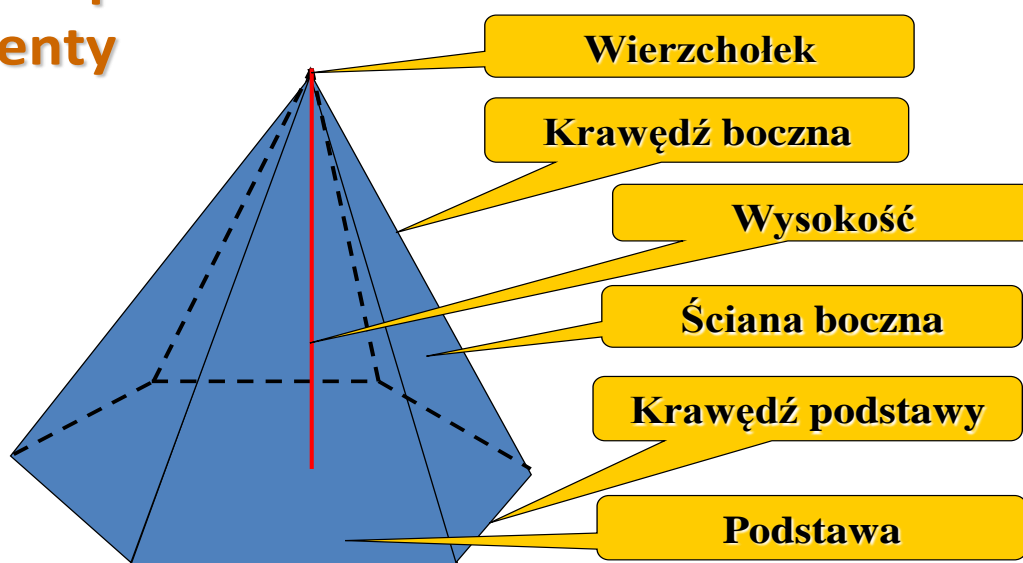 enty
Wierzchołek
Krawędź boczna
Wysokość
Ściana boczna
Krawędź podstawy
Podstawa